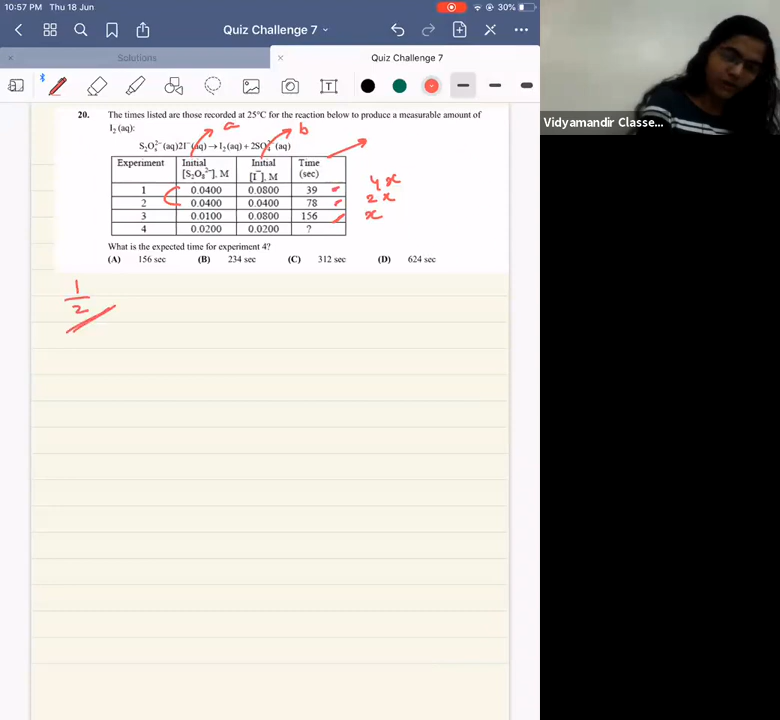 10:57 PM Thu 18 Jun
30%
Quiz Challenge 7
Solutions
Quiz Challenge 7
T
20. The times listed are those recorded at 25°C for the reaction below to produce a measurable amount of
I₂ (aq):
a
b
S₂O₈²⁻ (aq)2I⁻(aq) → I₂(aq) + 2SO₄²⁻ (aq)
Experiment Initial [S₂O₈²⁻], M Initial [I⁻], M Time (sec)
1 0.0400 0.0800 39 4x
2 0.0400 0.0400 78 2x
3 0.0100 0.0800 156 x
4 0.0200 0.0200 ?
What is the expected time for experiment 4?
(A) 156 sec (B) 234 sec (C) 312 sec (D) 624 sec
1/2
Vidyamandir Classe...